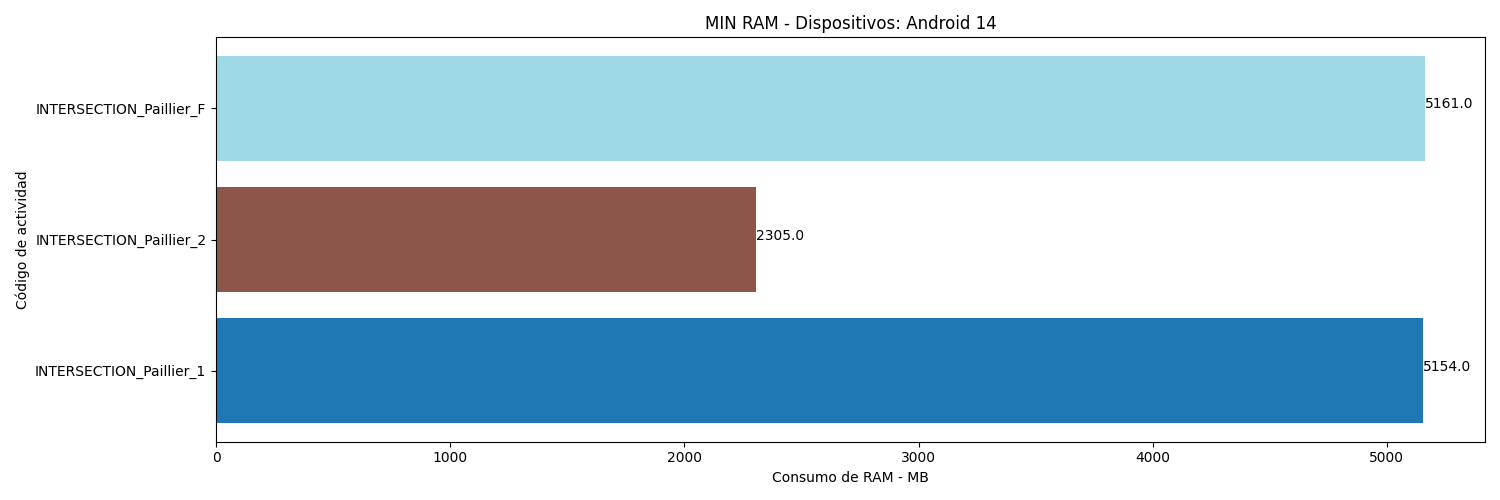 MIN RAM - Dispositivos: Android 14
Código de actividad
INTERSECTION_Paillier_F
5161.0
INTERSECTION_Paillier_2
2305.0
INTERSECTION_Paillier_1
5154.0
0 1000 2000 3000 4000 5000
Consumo de RAM - MB